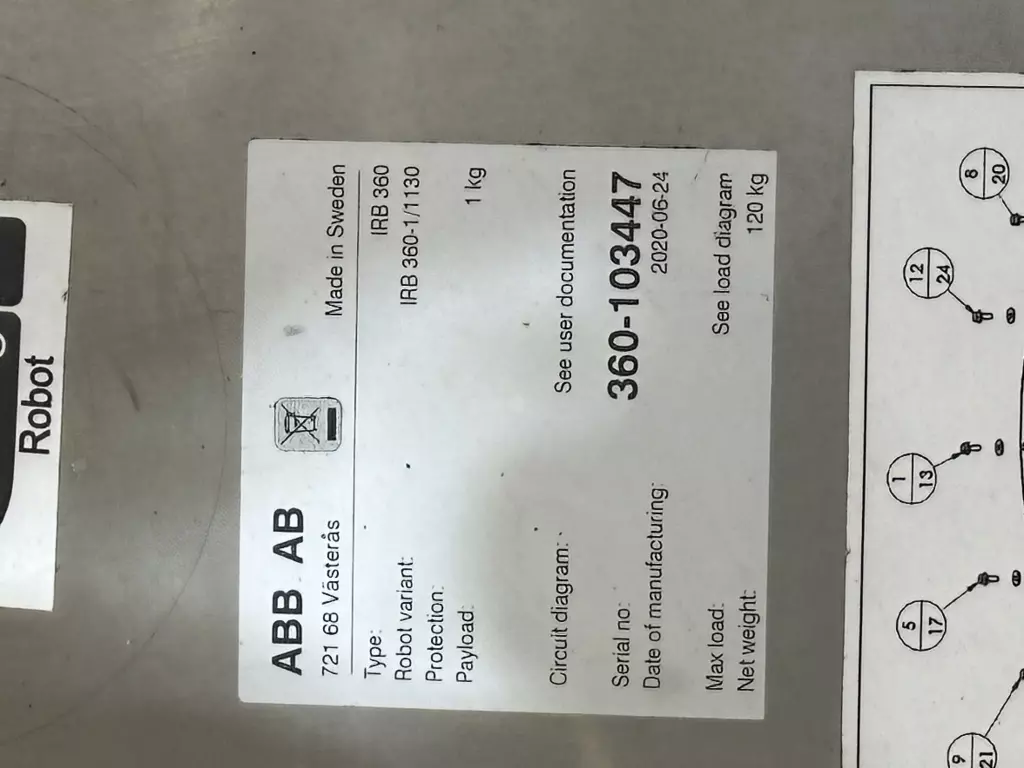 Robot
ABB AB
721 68 Västerås Made in Sweden
Type: IRB 360
Robot variant: IRB 360-1/1130
Protection:
Payload: 1 kg
Circuit diagram: See user documentation
Serial no: 360-103447
Date of manufacturing: 2020-06-24
Max load: See load diagram
Net weight: 120 kg
9
21
5
17
1
13
12
24
8
20